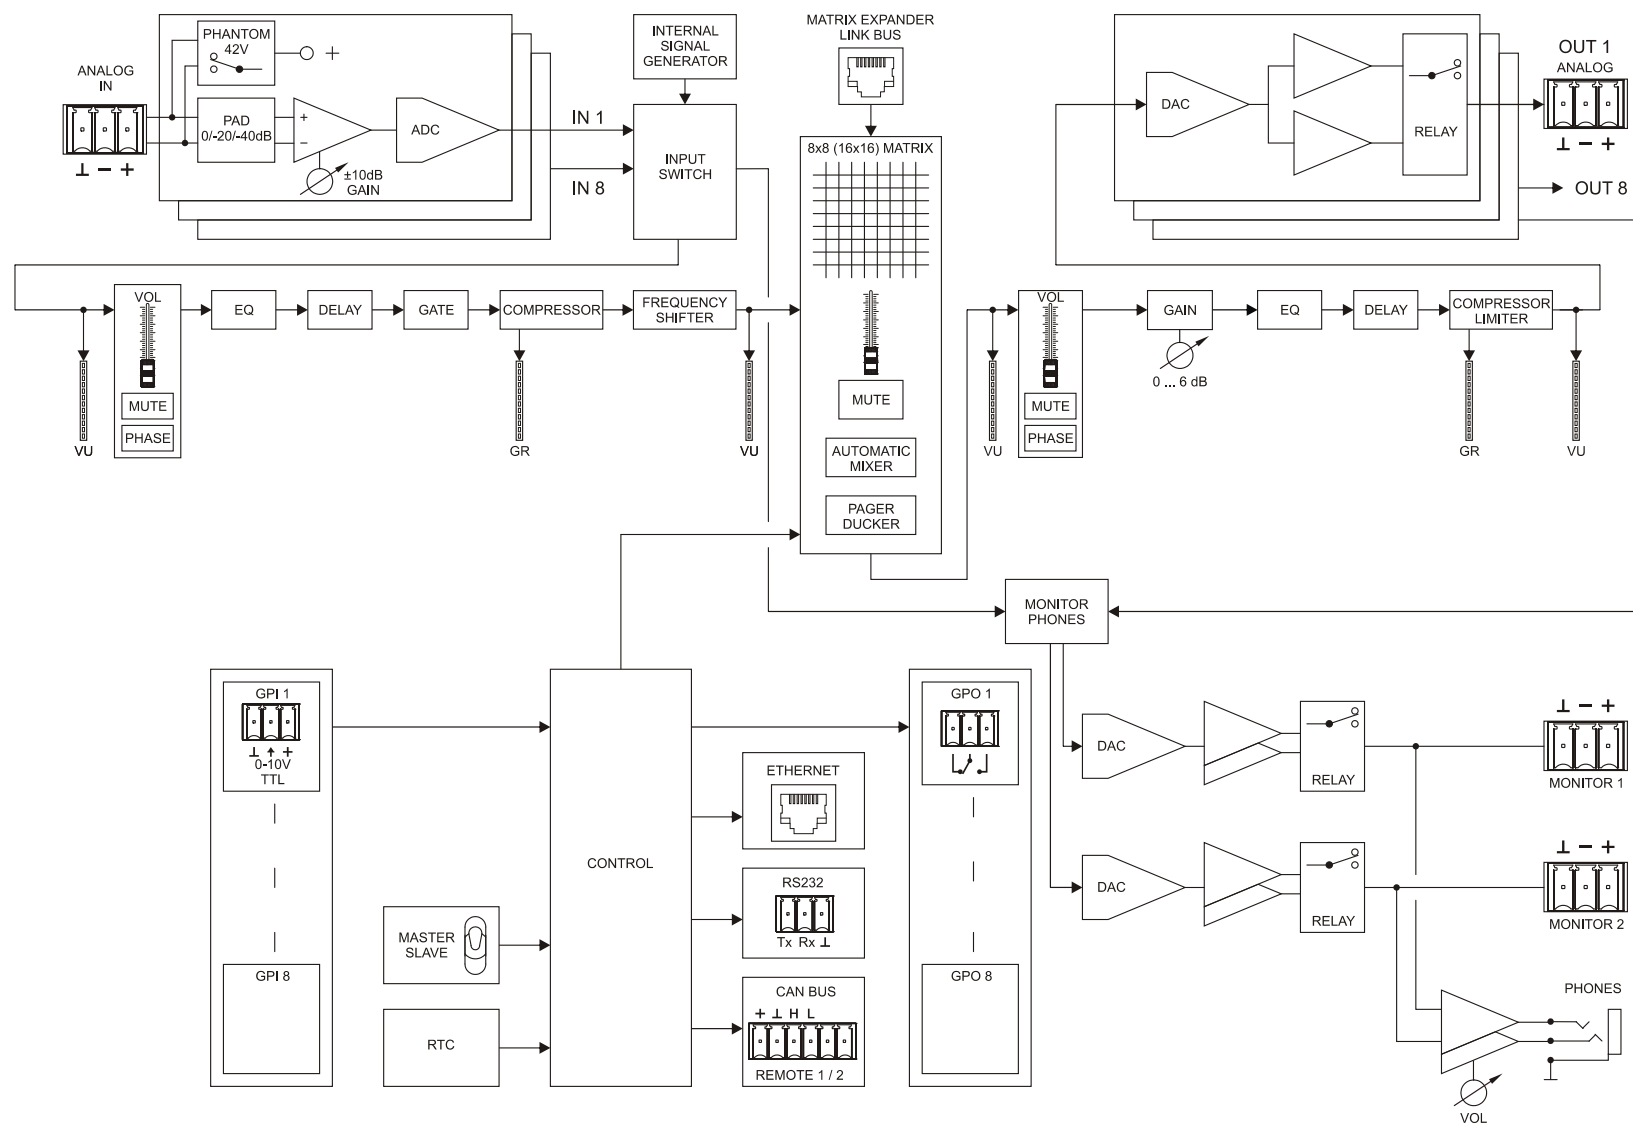 ANALOG
IN
⊥ − +
PHANTOM
42V
+
PAD
0/-20/-40dB
+
−
±10dB
GAIN
ADC
IN 1
IN 8
INTERNAL
SIGNAL
GENERATOR
INPUT
SWITCH
MATRIX EXPANDER
LINK BUS
8x8 (16x16) MATRIX
MUTE
AUTOMATIC
MIXER
PAGER
DUCKER
DAC
RELAY
OUT 1
ANALOG
⊥ − +
OUT 8
VU
VOL
MUTE
PHASE
EQ
DELAY
GATE
COMPRESSOR
GR
FREQUENCY
SHIFTER
VU
VU
VOL
MUTE
PHASE
GAIN
0 ... 6 dB
EQ
DELAY
COMPRESSOR
LIMITER
GR
VU
MONITOR
PHONES
GPI 1
⊥ ↑ +
0-10V
TTL
GPI 8
MASTER
SLAVE
RTC
CONTROL
ETHERNET
RS232
Tx Rx ⊥
CAN BUS
+ ⊥ H L
REMOTE 1 / 2
GPO 1
GPO 8
DAC
RELAY
⊥ − +
MONITOR 1
DAC
RELAY
⊥ − +
MONITOR 2
PHONES
VOL